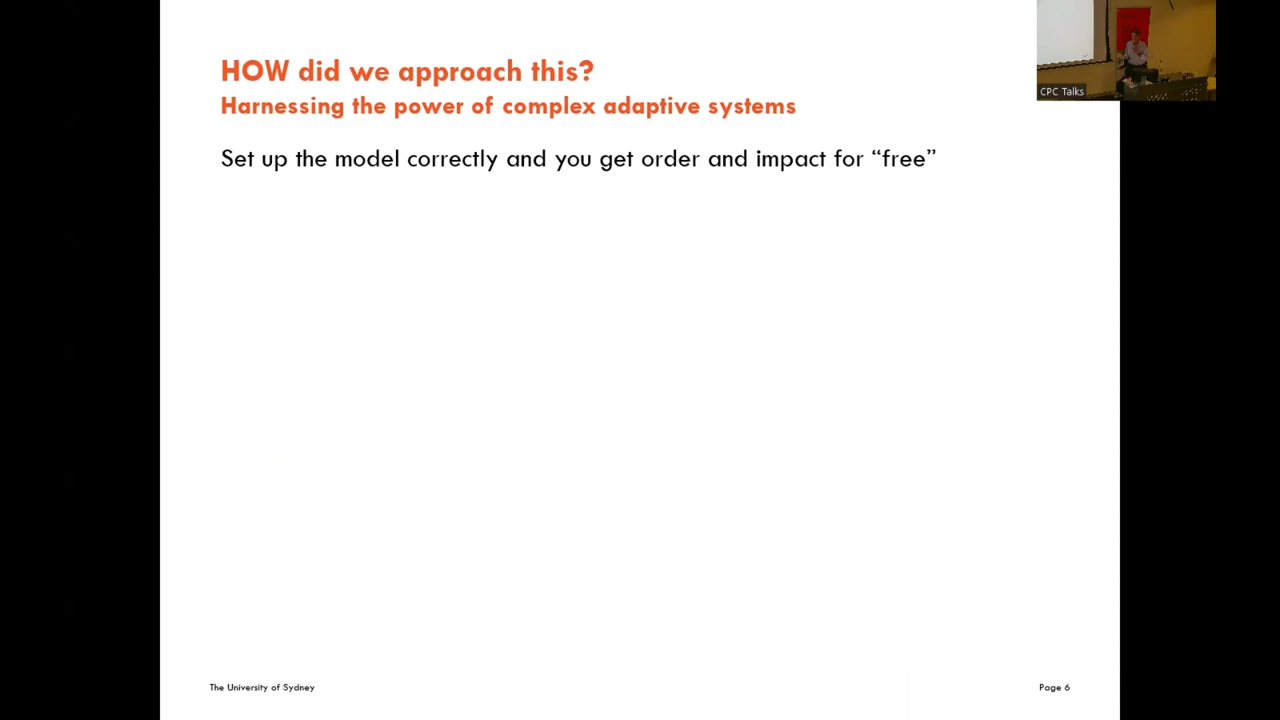 HOW did we approach this?
Harnessing the power of complex adaptive systems
Set up the model correctly and you get order and impact for “free”
CPC Talks
The University of Sydney
Page 6